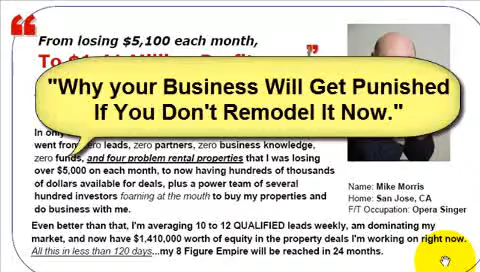 From losing $5,100 each month,
"Why your Business Will Get Punished
If You Don't Remodel It Now."
In only
went from zero leads, zero partners, zero business knowledge,
zero funds, and four problem rental properties that I was losing
over $5,000 on each month, to now having hundreds of thousands
of dollars available for deals, plus a power team of several
hundred investors foaming at the mouth to buy my properties and
do business with me.
Name: Mike Morris
Home: San Jose, CA
F/T Occupation: Opera Singer
Even better than that, I'm averaging 10 to 12 QUALIFIED leads weekly, am dominating my
market, and now have $1,410,000 worth of equity in the property deals I'm working on right now.
All this in less than 120 days...my 8 Figure Empire will be reached in 24 months.